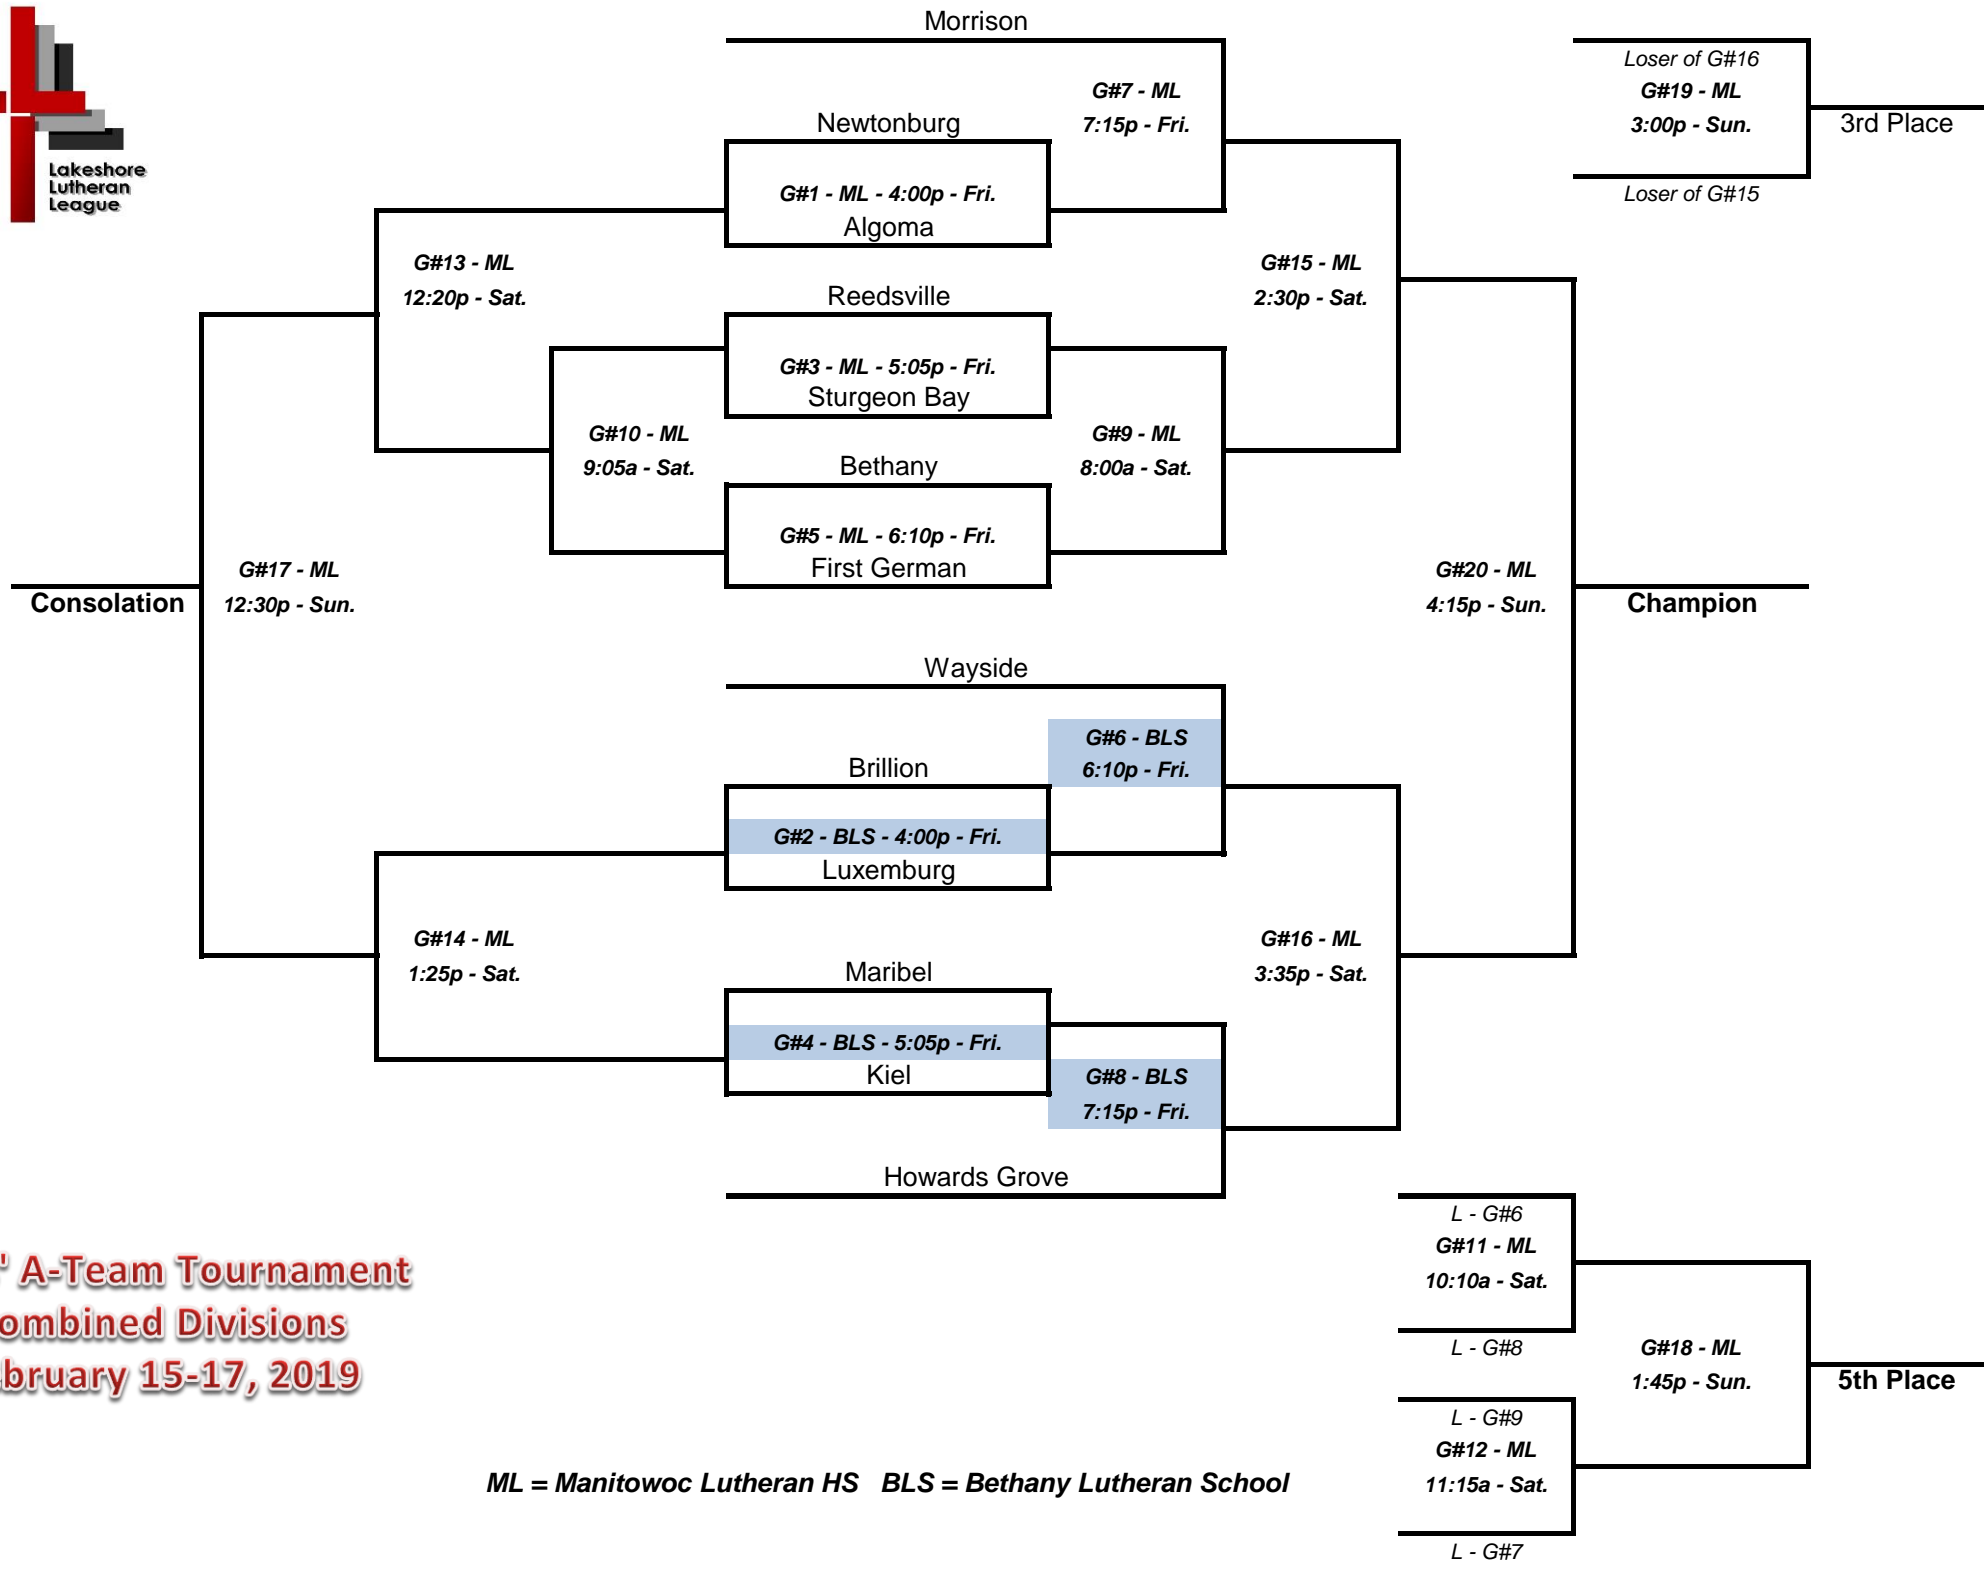 Lakeshore
Lutheran
League
Morrison
G#7 - ML
7:15p - Fri.
Newtonburg
G#1 - ML - 4:00p - Fri.
Algoma
Loser of G#16
G#19 - ML
3:00p - Sun.
3rd Place
Loser of G#15
G#13 - ML
12:20p - Sat.
Reedsville
G#3 - ML - 5:05p - Fri.
Sturgeon Bay
G#15 - ML
2:30p - Sat.
G#10 - ML
9:05a - Sat.
Bethany
G#5 - ML - 6:10p - Fri.
First German
G#9 - ML
8:00a - Sat.
G#17 - ML
12:30p - Sun.
Consolation
G#20 - ML
4:15p - Sun.
Champion
Wayside
G#6 - BLS
6:10p - Fri.
Brillion
G#2 - BLS - 4:00p - Fri.
Luxemburg
G#14 - ML
1:25p - Sat.
Maribel
G#4 - BLS - 5:05p - Fri.
Kiel
G#8 - BLS
7:15p - Fri.
G#16 - ML
3:35p - Sat.
Howards Grove
L - G#6
G#11 - ML
10:10a - Sat.
L - G#8
G#18 - ML
1:45p - Sun.
5th Place
L - G#9
G#12 - ML
11:15a - Sat.
L - G#7
' A-Team Tournament
ombined Divisions
bruary 15-17, 2019
ML = Manitowoc Lutheran HS BLS = Bethany Lutheran School